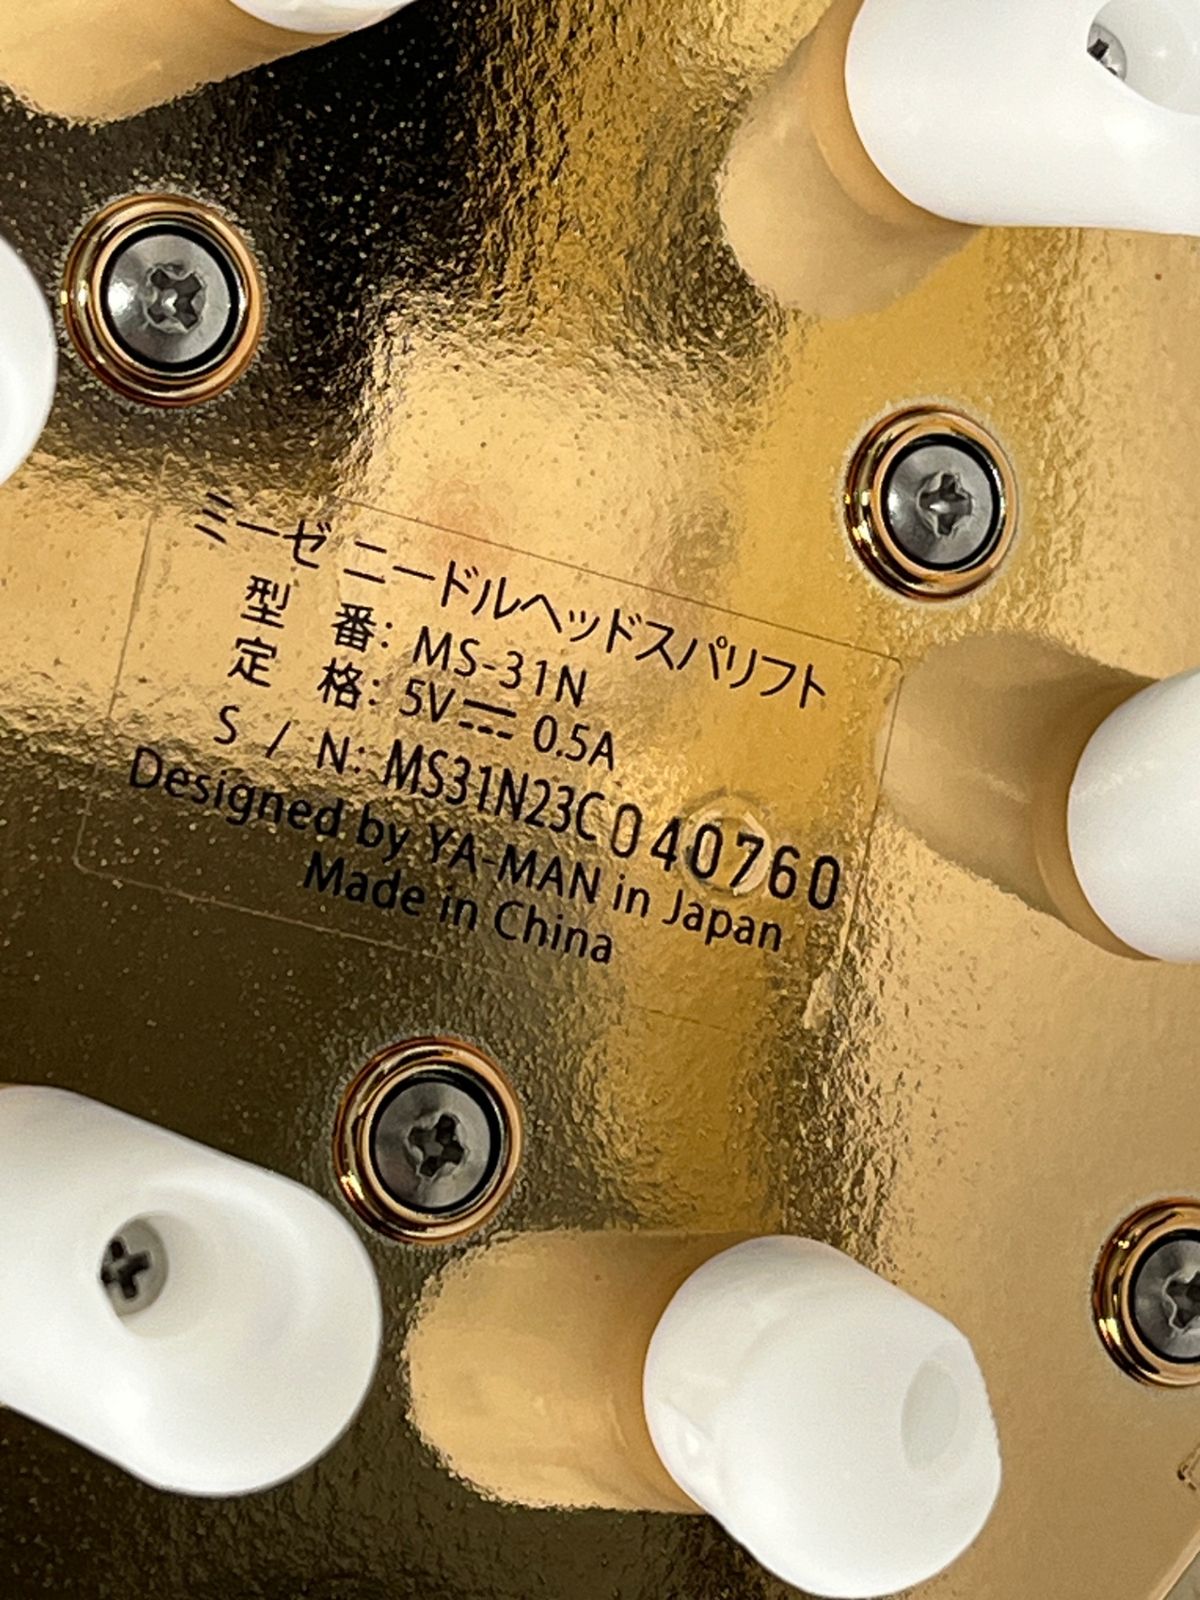 ミーゼ ニードルヘッドスパリフト
型 番: MS-31N
定 格: 5V⎓ 0.5A
S / N: MS31N23C040760
Designed by YA-MAN in Japan
Made in China